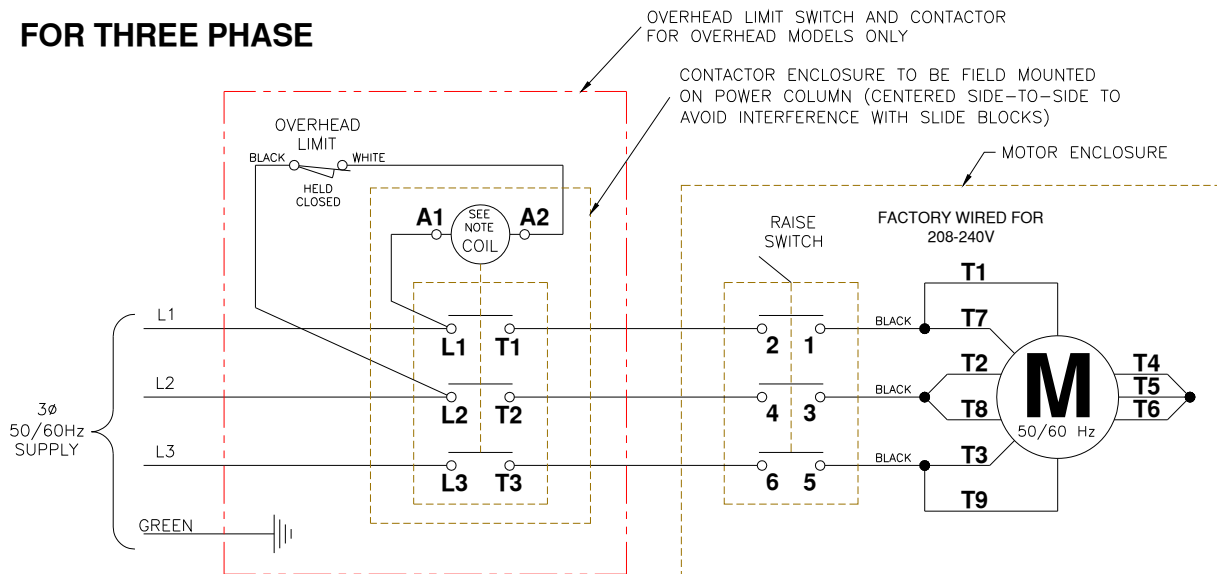 FOR THREE PHASE
OVERHEAD LIMIT SWITCH AND CONTACTOR
FOR OVERHEAD MODELS ONLY
CONTACTOR ENCLOSURE TO BE FIELD MOUNTED
ON POWER COLUMN (CENTERED SIDE-TO-SIDE TO
AVOID INTERFERENCE WITH SLIDE BLOCKS)
MOTOR ENCLOSURE
OVERHEAD
LIMIT
BLACK
WHITE
HELD
CLOSED
A1
SEE
NOTE
COIL
A2
RAISE
SWITCH
FACTORY WIRED FOR
208-240V
L1
L1
T1
2
1
BLACK
T1
T7
L2
L2
T2
4
3
BLACK
T2
T8
M
50/60 Hz
T4
T5
T6
3ø
50/60Hz
SUPPLY
L3
L3
T3
6
5
BLACK
T3
T9
GREEN